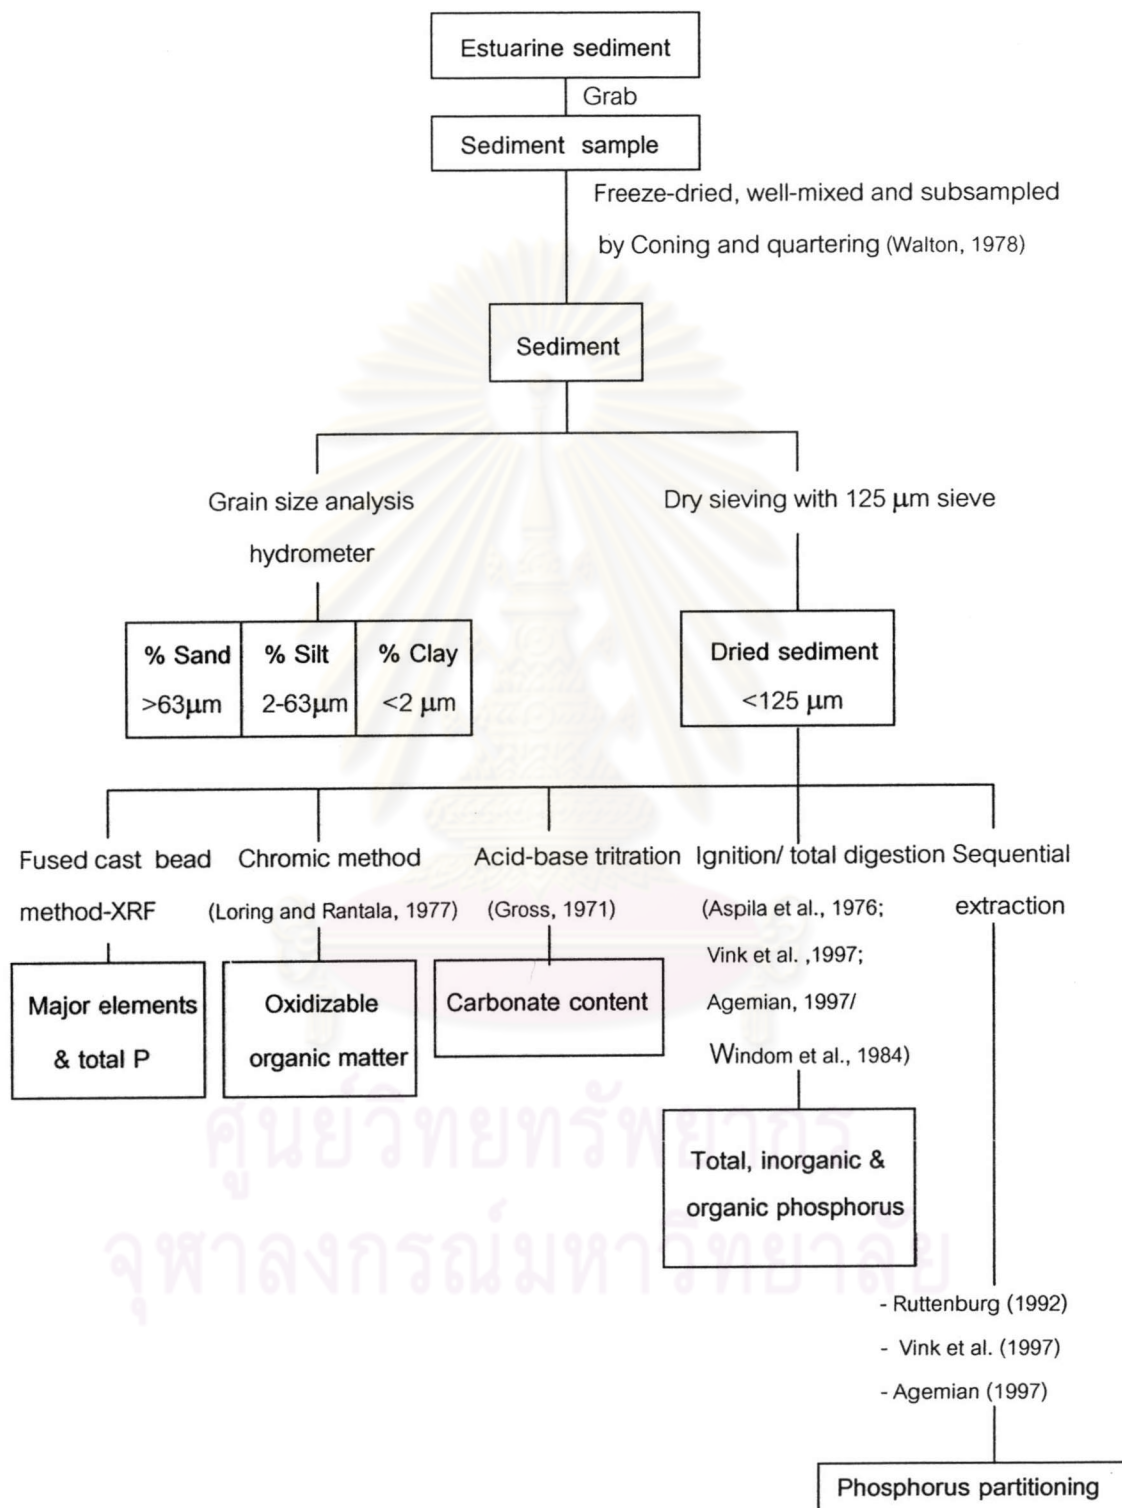 Estuarine sediment
Grab
Sediment sample
Freeze-dried, well-mixed and subsampled
by Coning and quartering (Walton, 1978)
Sediment
Grain size analysis
hydrometer
Dry sieving with 125 μm sieve
% Sand
>63μm
% Silt
2-63μm
% Clay
<2 μm
Dried sediment
<125 μm
Fused cast bead
method-XRF
Chromic method
(Loring and Rantala, 1977)
Acid-base tritration
(Gross, 1971)
Ignition/ total digestion
(Aspila et al., 1976;
Vink et al. ,1997;
Agemian, 1997/
Windom et al., 1984)
Sequential
extraction
Major elements
& total P
Oxidizable
organic matter
Carbonate content
Total, inorganic &
organic phosphorus
- Ruttenburg (1992)
- Vink et al. (1997)
- Agemian (1997)
Phosphorus partitioning
ศูนย์วิทยทรัพยากร
จุฬาลงกรณ์มหาวิทยาลัย